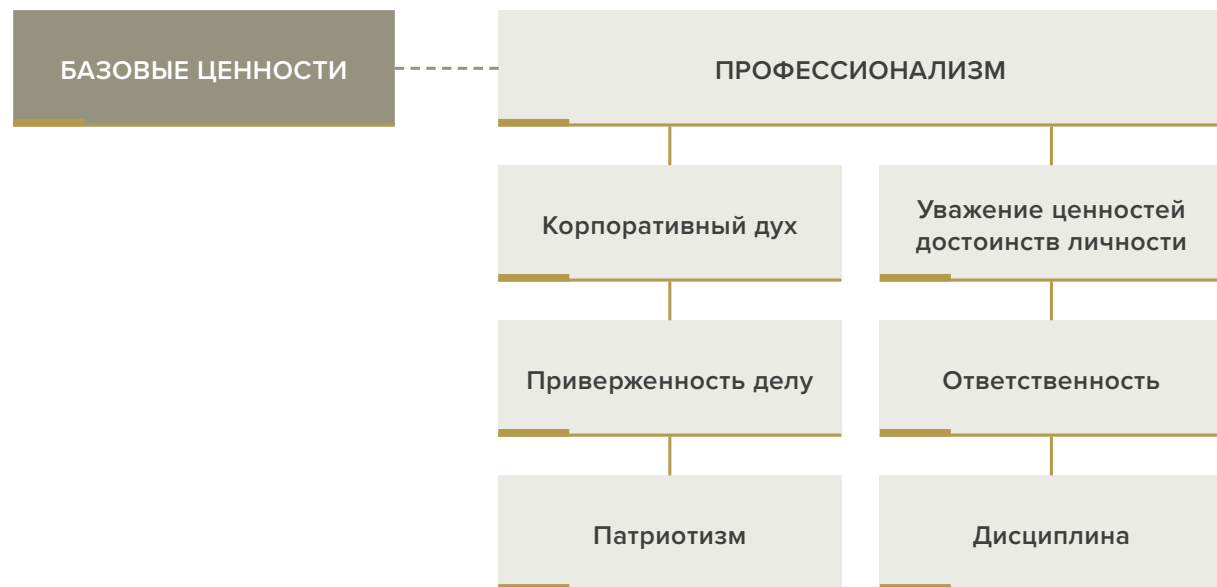 БАЗОВЫЕ ЦЕННОСТИ
ПРОФЕССИОНАЛИЗМ
Корпоративный дух
Уважение ценностей
достоинств личности
Приверженность делу
Ответственность
Патриотизм
Дисциплина